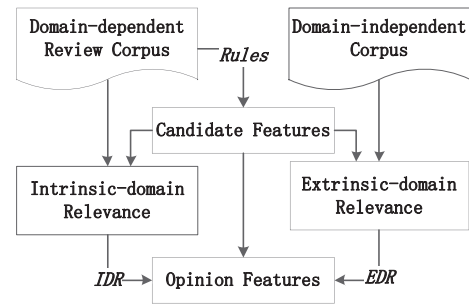 Domain-dependent
Review Corpus
Rules
Domain-independent
Corpus
Candidate Features
Intrinsic-domain
Relevance
Extrinsic-domain
Relevance
IDR
Opinion Features
EDR